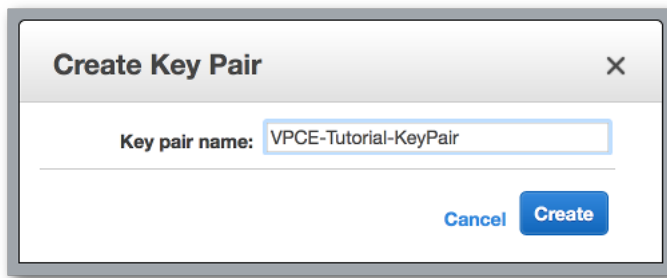 Create Key Pair ×
Key pair name: VPCE-Tutorial-KeyPair
Cancel Create